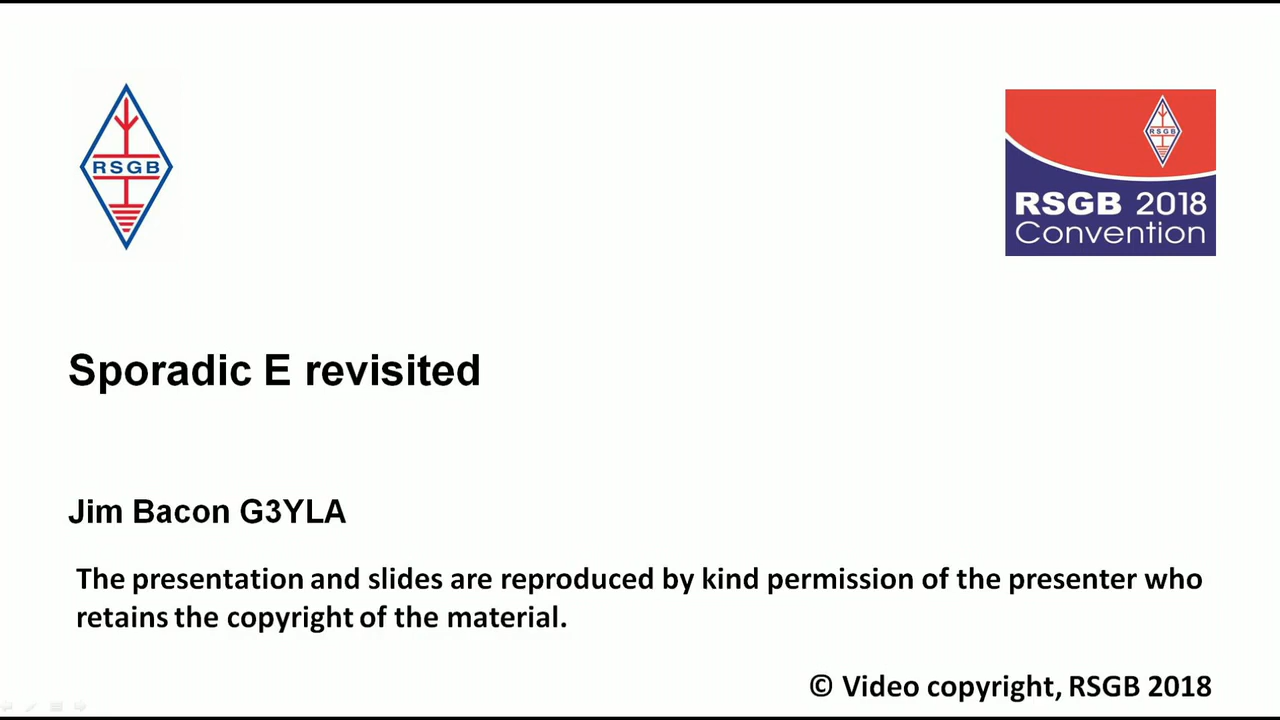 RSGB
RSGB
RSGB 2018
Convention
Sporadic E revisited
Jim Bacon G3YLA
The presentation and slides are reproduced by kind permission of the presenter who
retains the copyright of the material.
© Video copyright, RSGB 2018